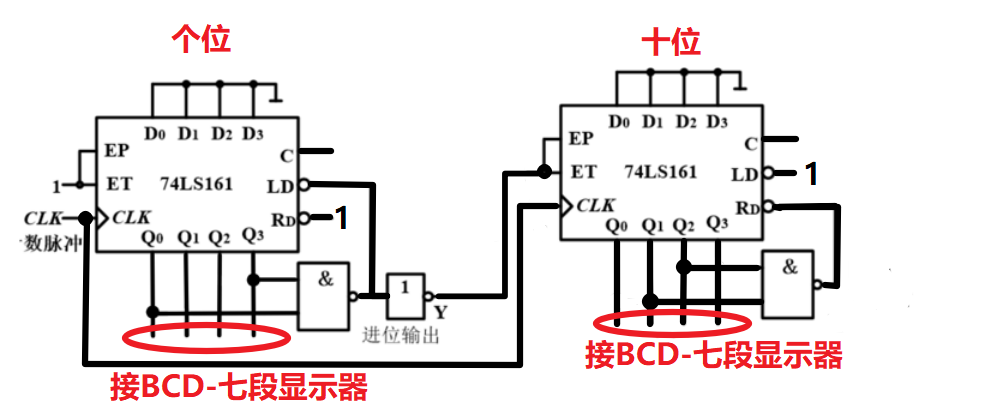 个位
十位
D0 D1 D2 D3
D0 D1 D2 D3
EP
C
EP
C
1
ET
74LS161
LD
ET
74LS161
LD
1
CLK
CLK
RD
1
CLK
RD
数脉冲
Q0 Q1 Q2 Q3
Q0 Q1 Q2 Q3
&
1
Y
&
进位输出
接BCD-七段显示器
接BCD-七段显示器